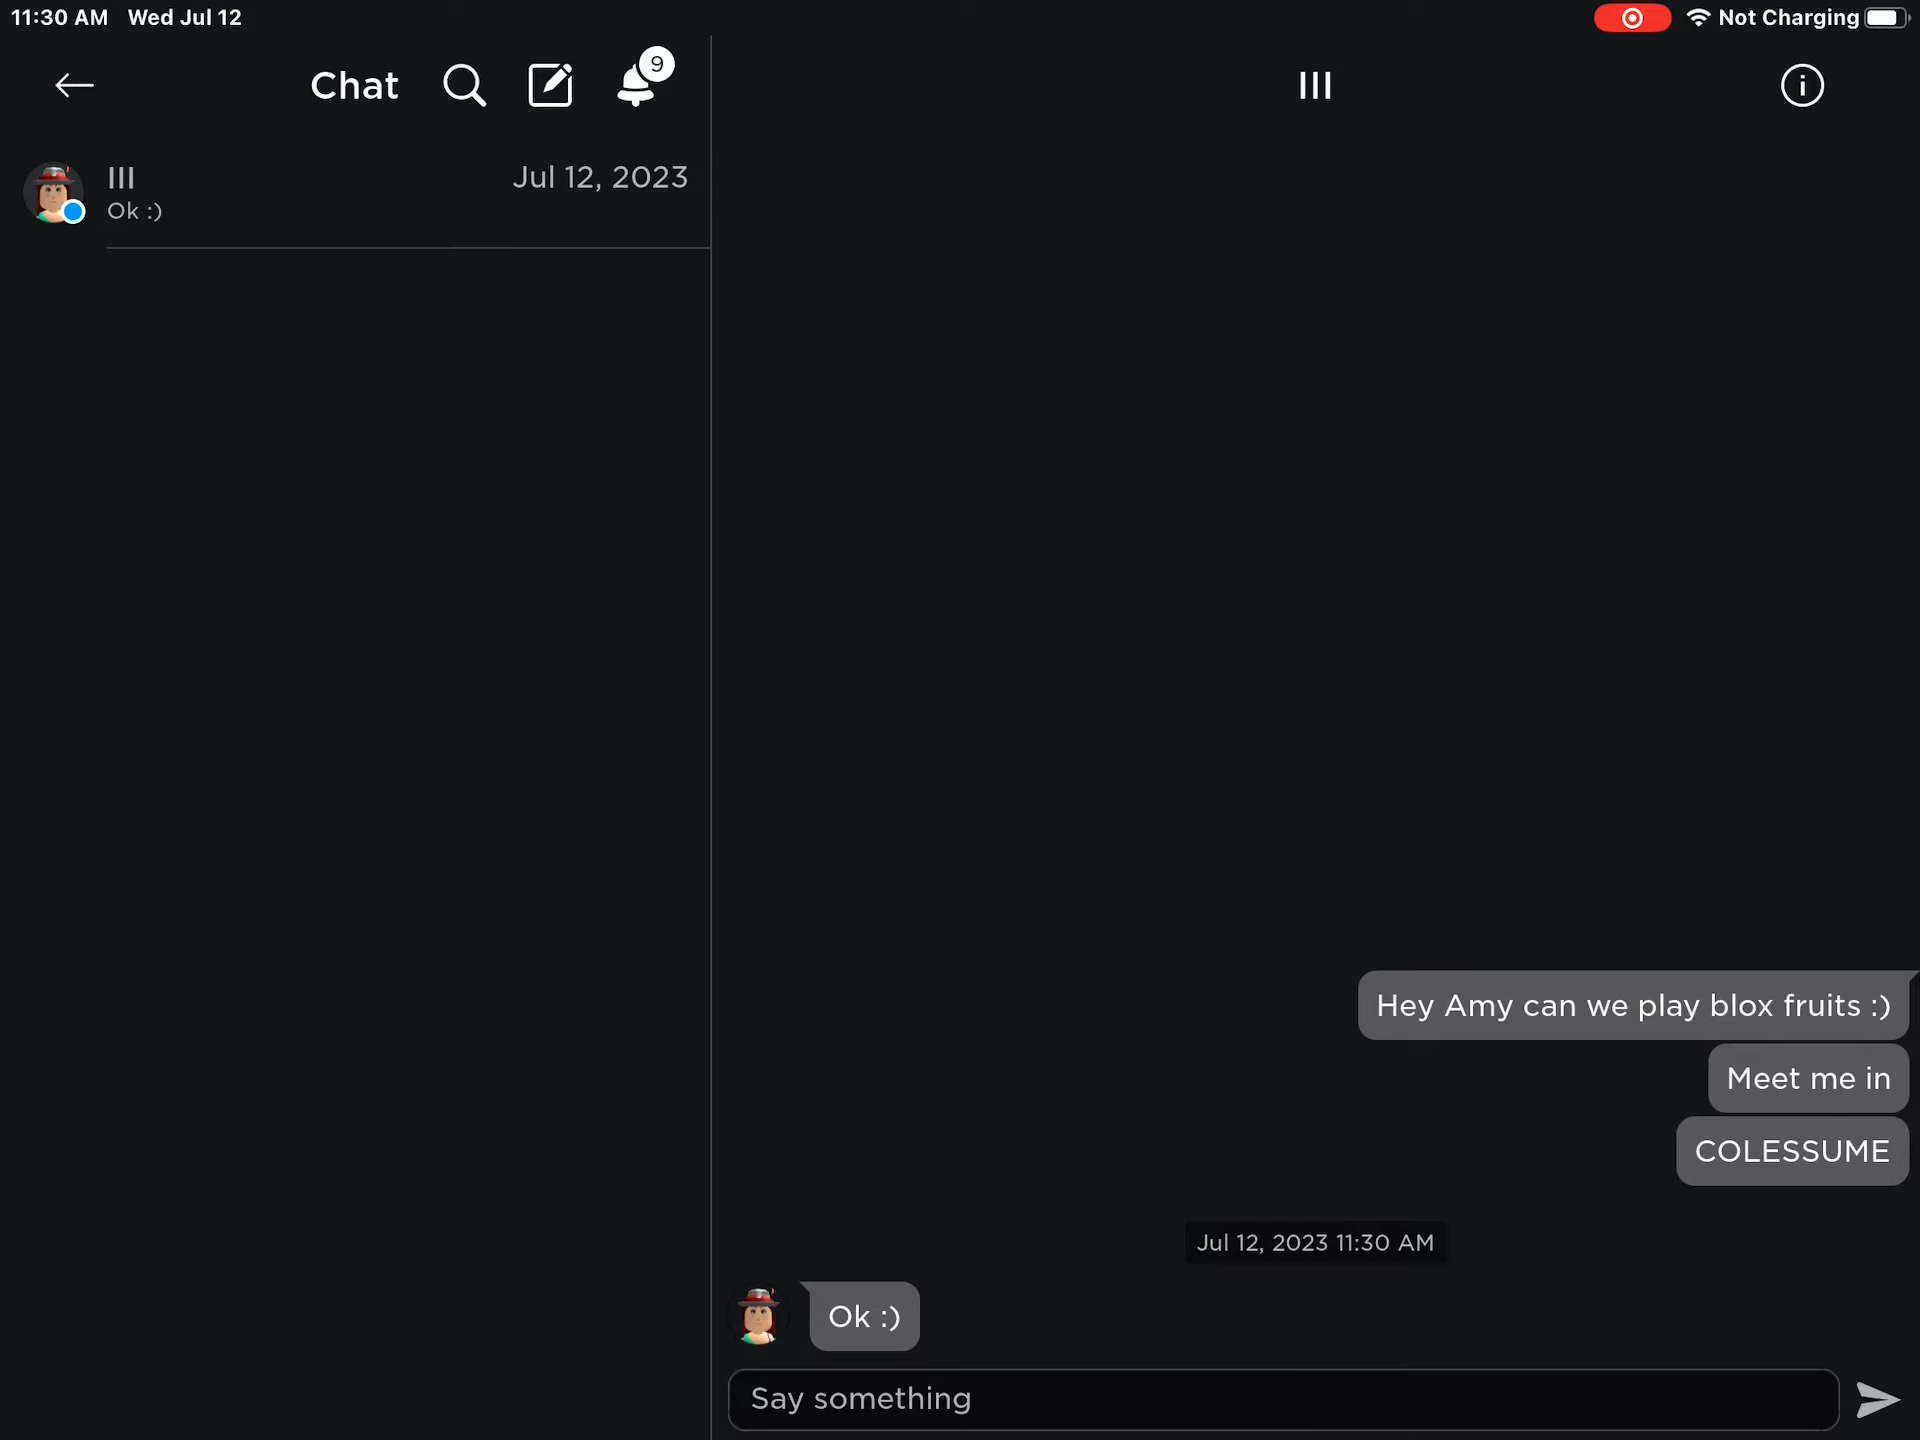 11:30 AM Wed Jul 12
Not Charging
Chat
9
III
III
Jul 12, 2023
Ok :)
Hey Amy can we play blox fruits :)
Meet me in
COLESSUME
Jul 12, 2023 11:30 AM
Ok :)
Say something